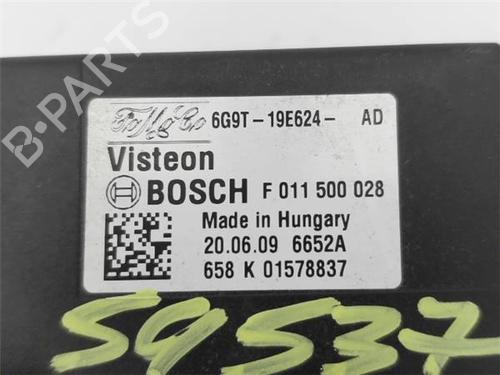 FoMoCo 6G9T-19E624- AD
Visteon
BOSCH F 011 500 028
Made in Hungary
20.06.09 6652A
658 K 01578837
59537
B-PARTS